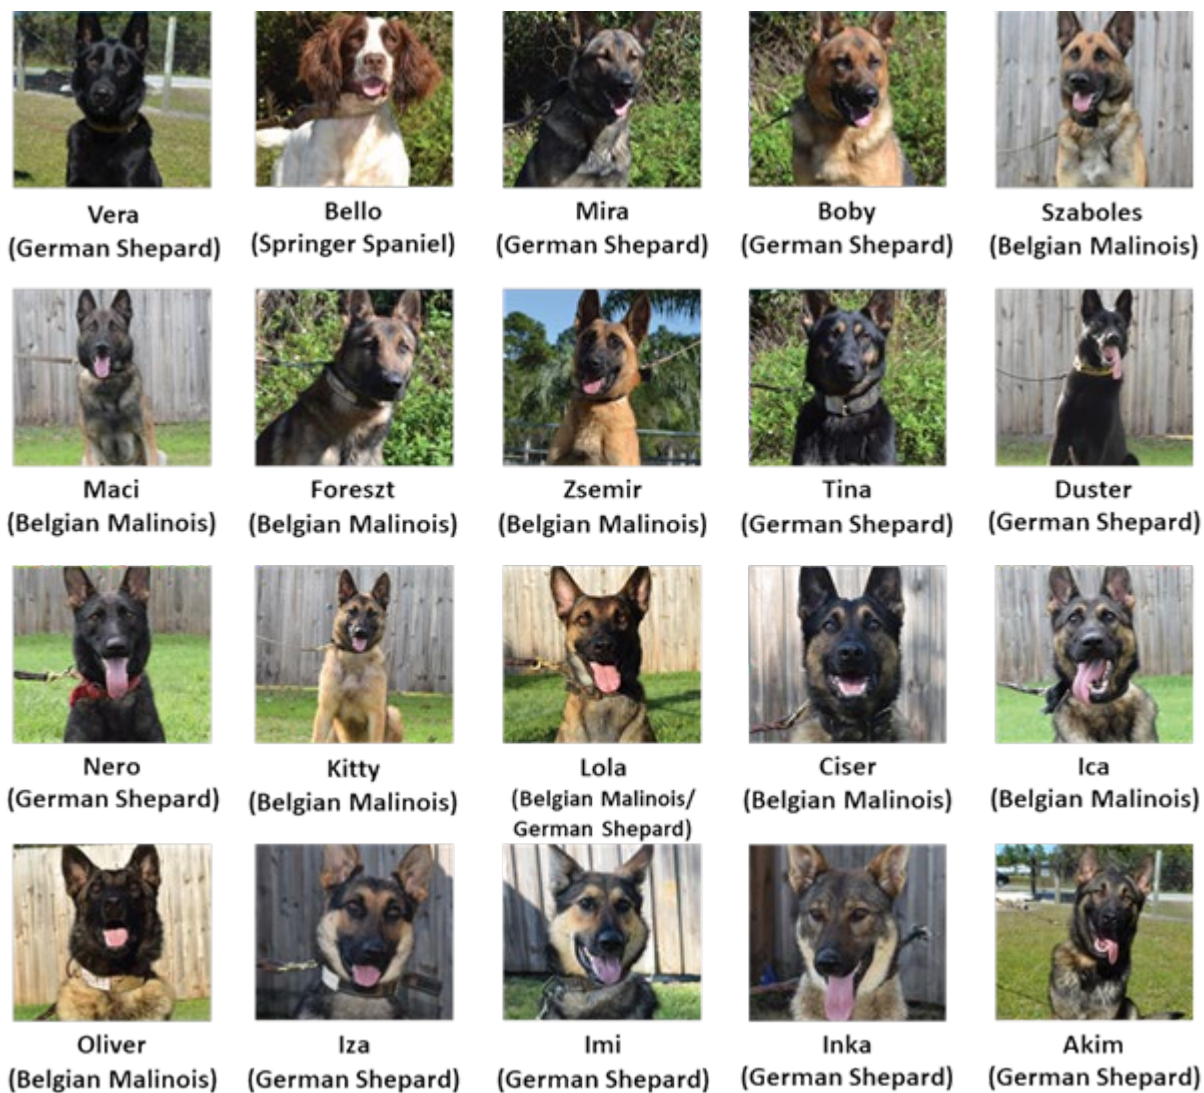 Vera
(German Shepard)
Bello
(Springer Spaniel)
Mira
(German Shepard)
Boby
(German Shepard)
Szaboles
(Belgian Malinois)
Maci
(Belgian Malinois)
Foreszt
(Belgian Malinois)
Zsemir
(Belgian Malinois)
Tina
(German Shepard)
Duster
(German Shepard)
Nero
(German Shepard)
Kitty
(Belgian Malinois)
Lola
(Belgian Malinois/
German Shepard)
Ciser
(Belgian Malinois)
Ica
(Belgian Malinois)
Oliver
(Belgian Malinois)
Iza
(German Shepard)
Imi
(German Shepard)
Inka
(German Shepard)
Akim
(German Shepard)